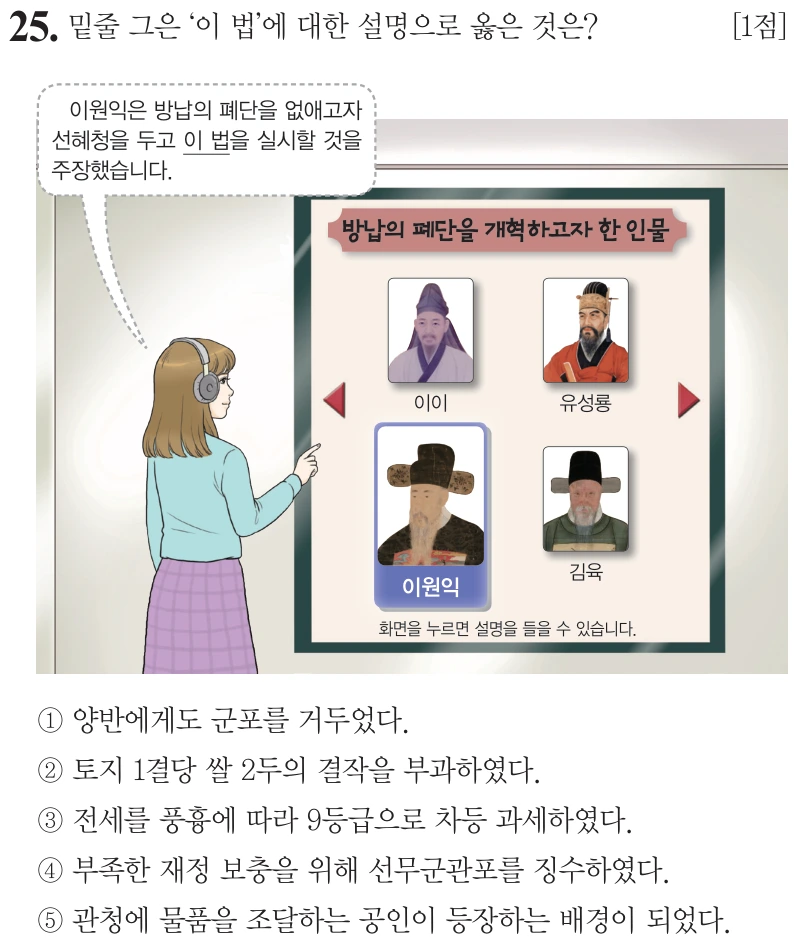 25. 밑줄 그은 ‘이 법’에 대한 설명으로 옳은 것은? [1점]
이원익은 방납의 폐단을 없애고자
선혜청을 두고 이 법을 실시할 것을
주장했습니다.
방납의 폐단을 개혁하고자 한 인물
이이
유성룡
이원익
김육
화면을 누르면 설명을 들을 수 있습니다.
① 양반에게도 군포를 거두었다.
② 토지 1결당 쌀 2두의 결작을 부과하였다.
③ 전세를 풍흉에 따라 9등급으로 차등 과세하였다.
④ 부족한 재정 보충을 위해 선무군관포를 징수하였다.
⑤ 관청에 물품을 조달하는 공인이 등장하는 배경이 되었다.